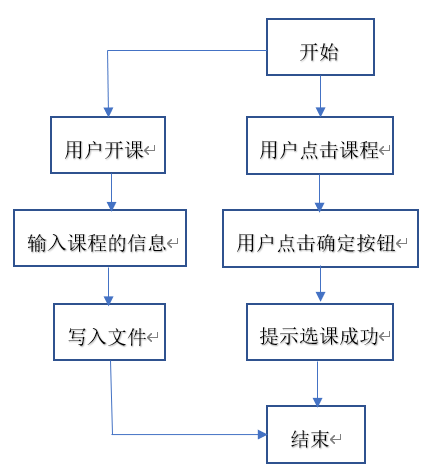 开始
用户开课
用户点击课程
输入课程的信息
用户点击确定按钮
写入文件
提示选课成功
结束